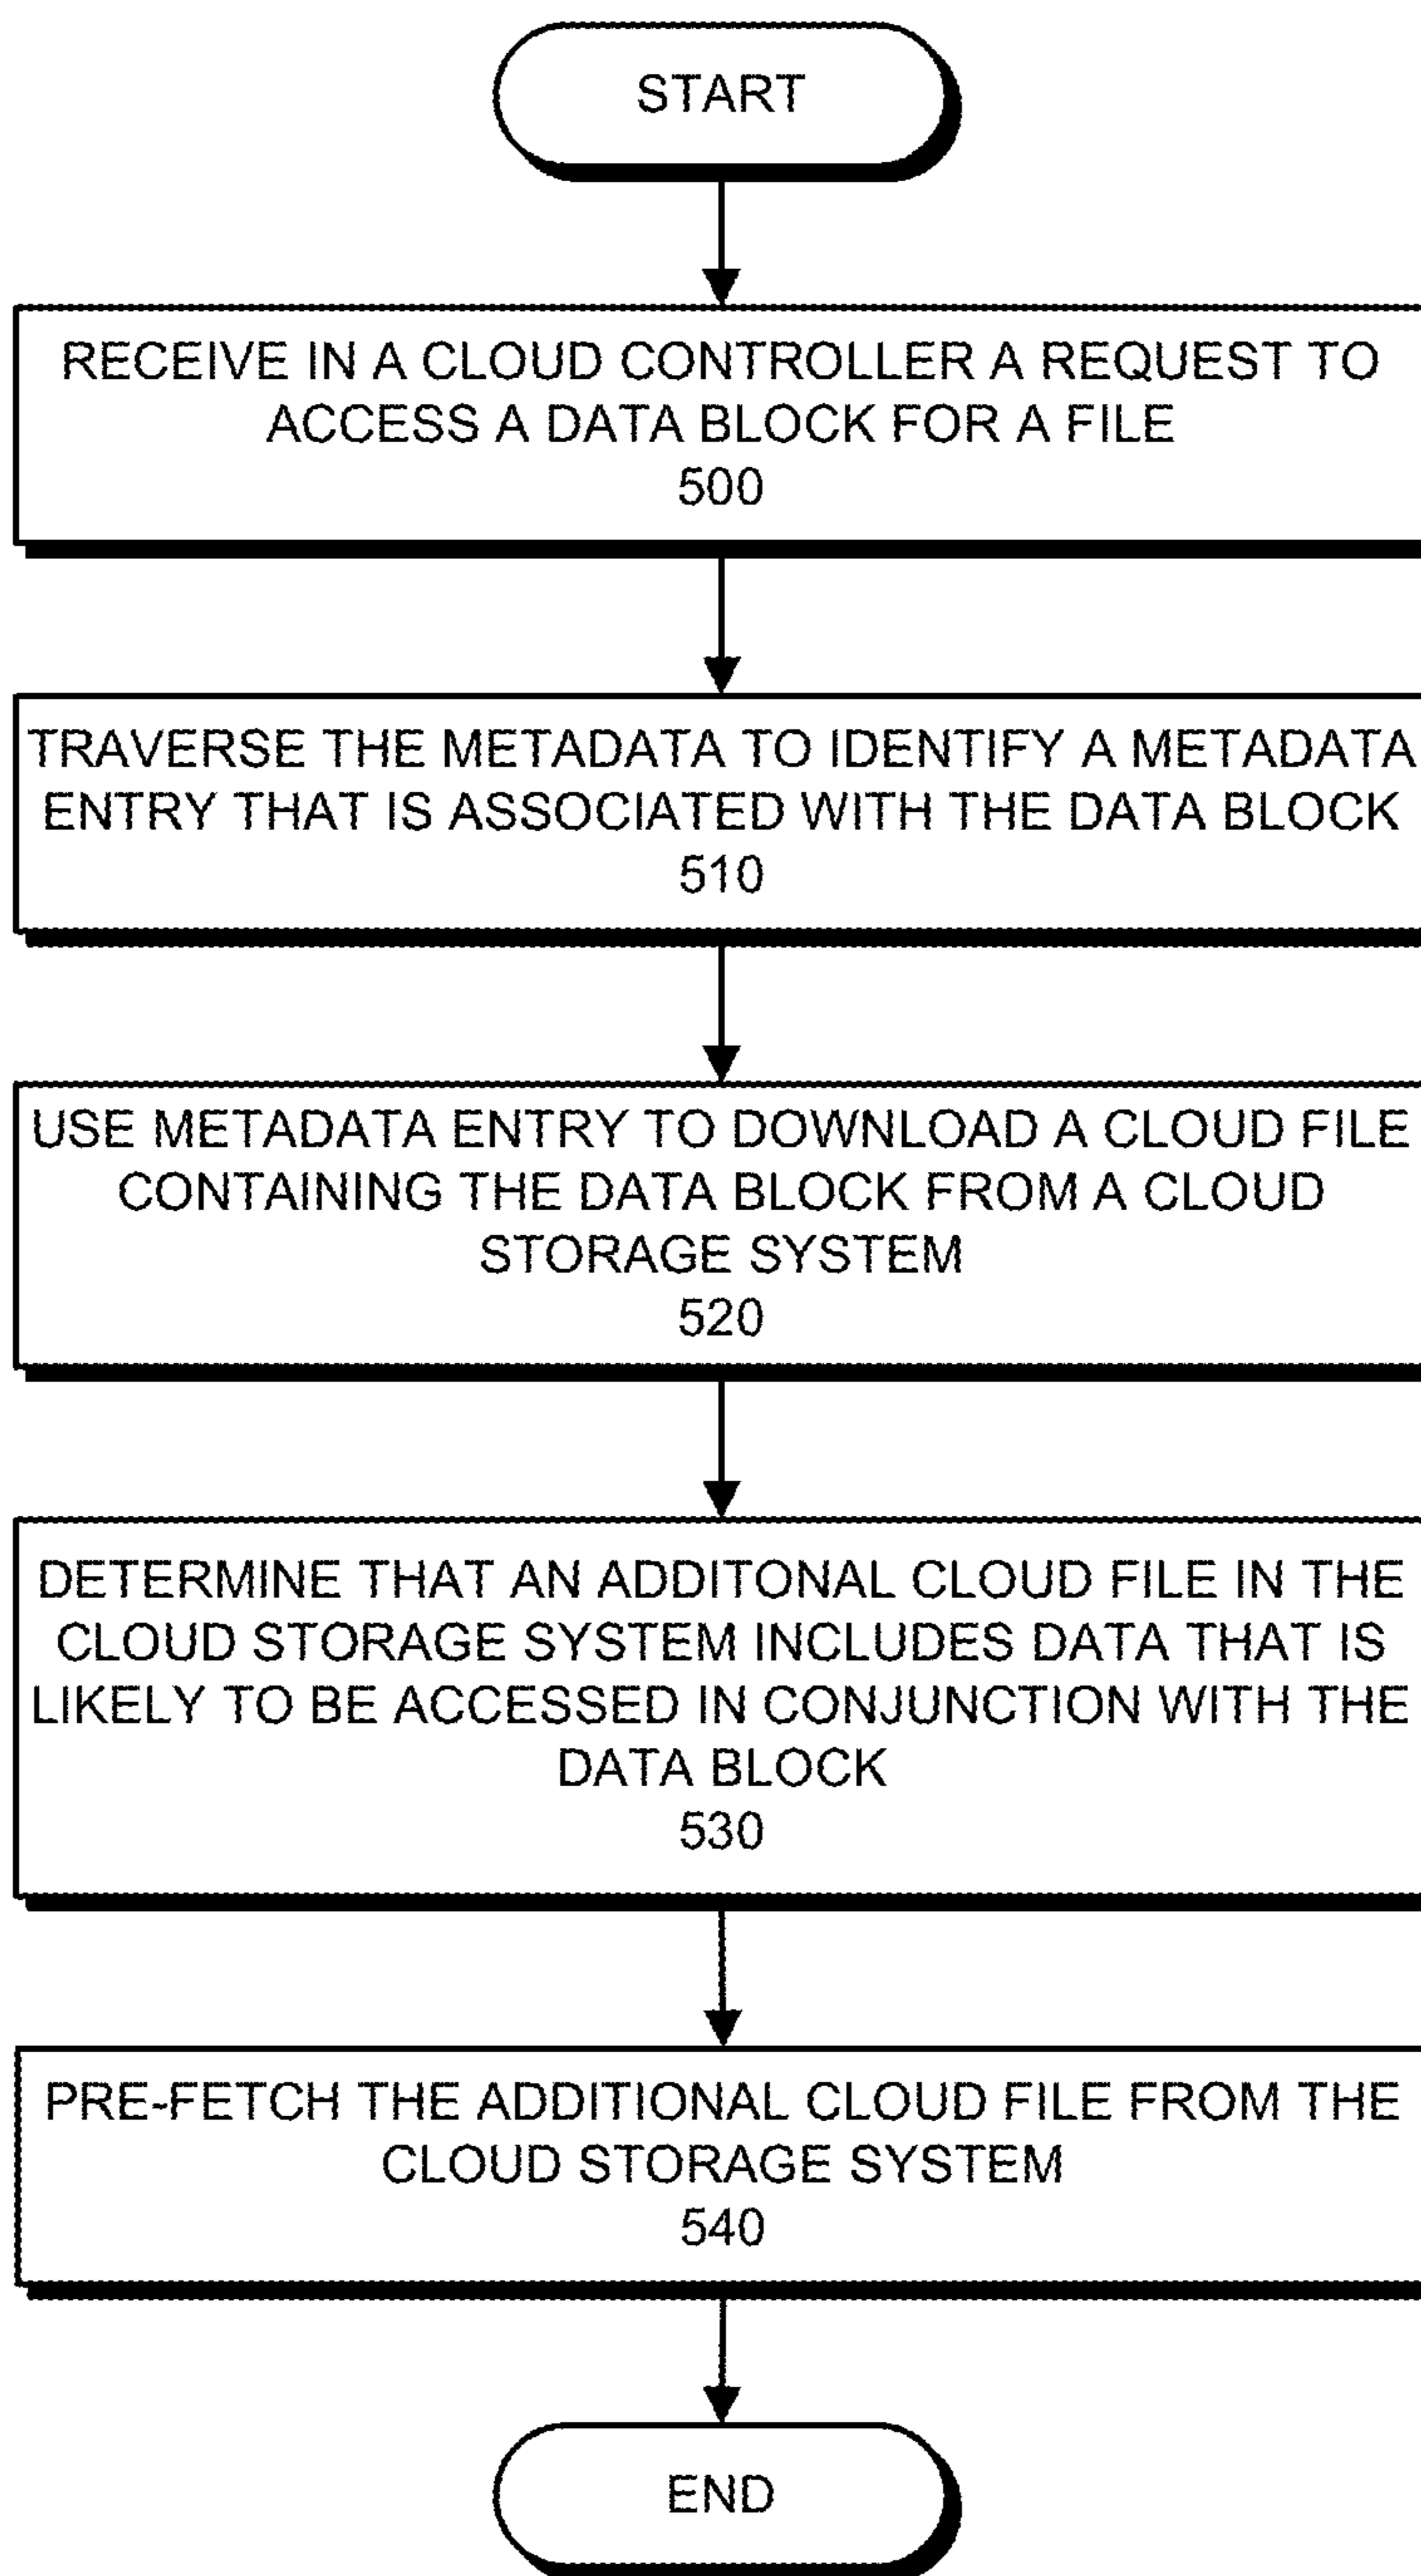 START
RECEIVE IN A CLOUD CONTROLLER A REQUEST TO
ACCESS A DATA BLOCK FOR A FILE
500
TRAVERSE THE METADATA TO IDENTIFY A METADATA
ENTRY THAT IS ASSOCIATED WITH THE DATA BLOCK
510
USE METADATA ENTRY TO DOWNLOAD A CLOUD FILE
CONTAINING THE DATA BLOCK FROM A CLOUD
STORAGE SYSTEM
520
DETERMINE THAT AN ADDITONAL CLOUD FILE IN THE
CLOUD STORAGE SYSTEM INCLUDES DATA THAT IS
LIKELY TO BE ACCESSED IN CONJUNCTION WITH THE
DATA BLOCK
530
PRE-FETCH THE ADDITIONAL CLOUD FILE FROM THE
CLOUD STORAGE SYSTEM
540
END